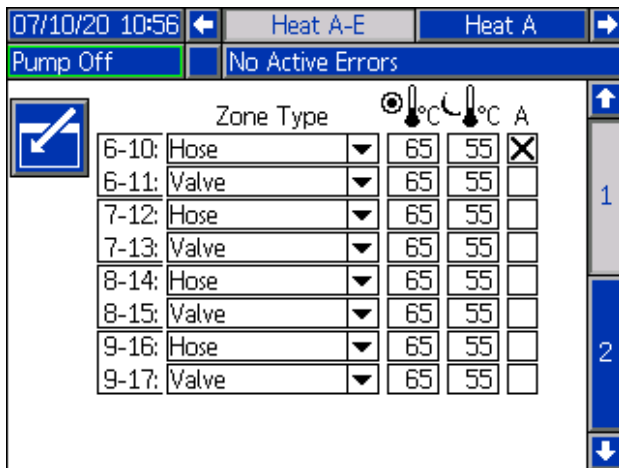 07/10/20 10:56 Heat A-E Heat A
Pump Off No Active Errors
Zone Type °C °C A
6-10: Hose 65 55 X
6-11: Valve 65 55
7-12: Hose 65 55
7-13: Valve 65 55
8-14: Hose 65 55
8-15: Valve 65 55
9-16: Hose 65 55
9-17: Valve 65 55
1
2